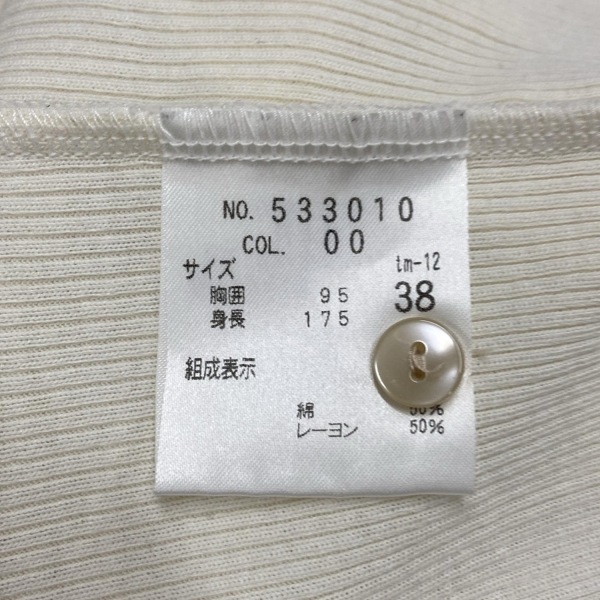 NO. 533010
COL. 00
サイズ tm-12
胸囲 95 38
身長 175
組成表示
綿 50%
レーヨン 50%